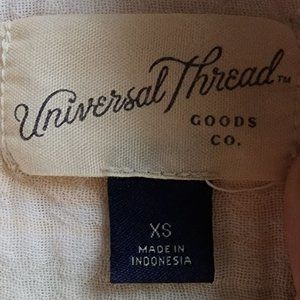 Universal Thread™
GOODS
CO.
XS
MADE IN
INDONESIA